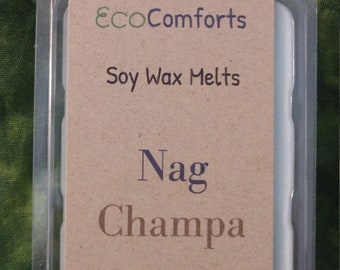 ECOComforts
Soy Wax Melts
Nag
Champa